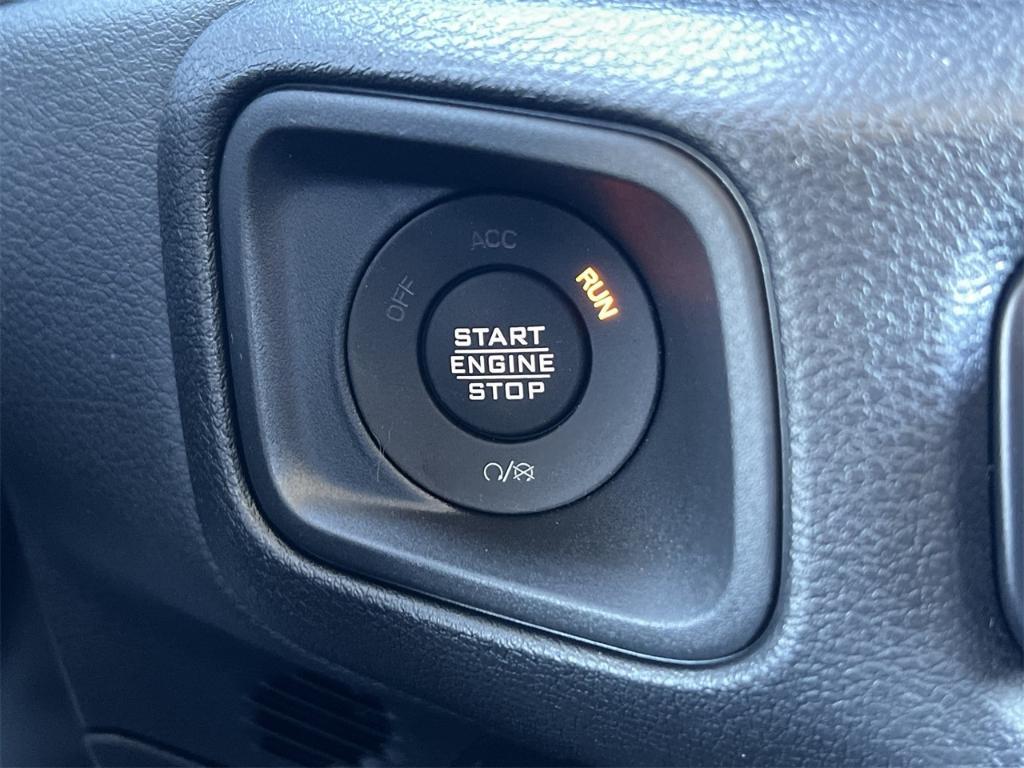 OFF
ACC
RUN
START
ENGINE
STOP
/